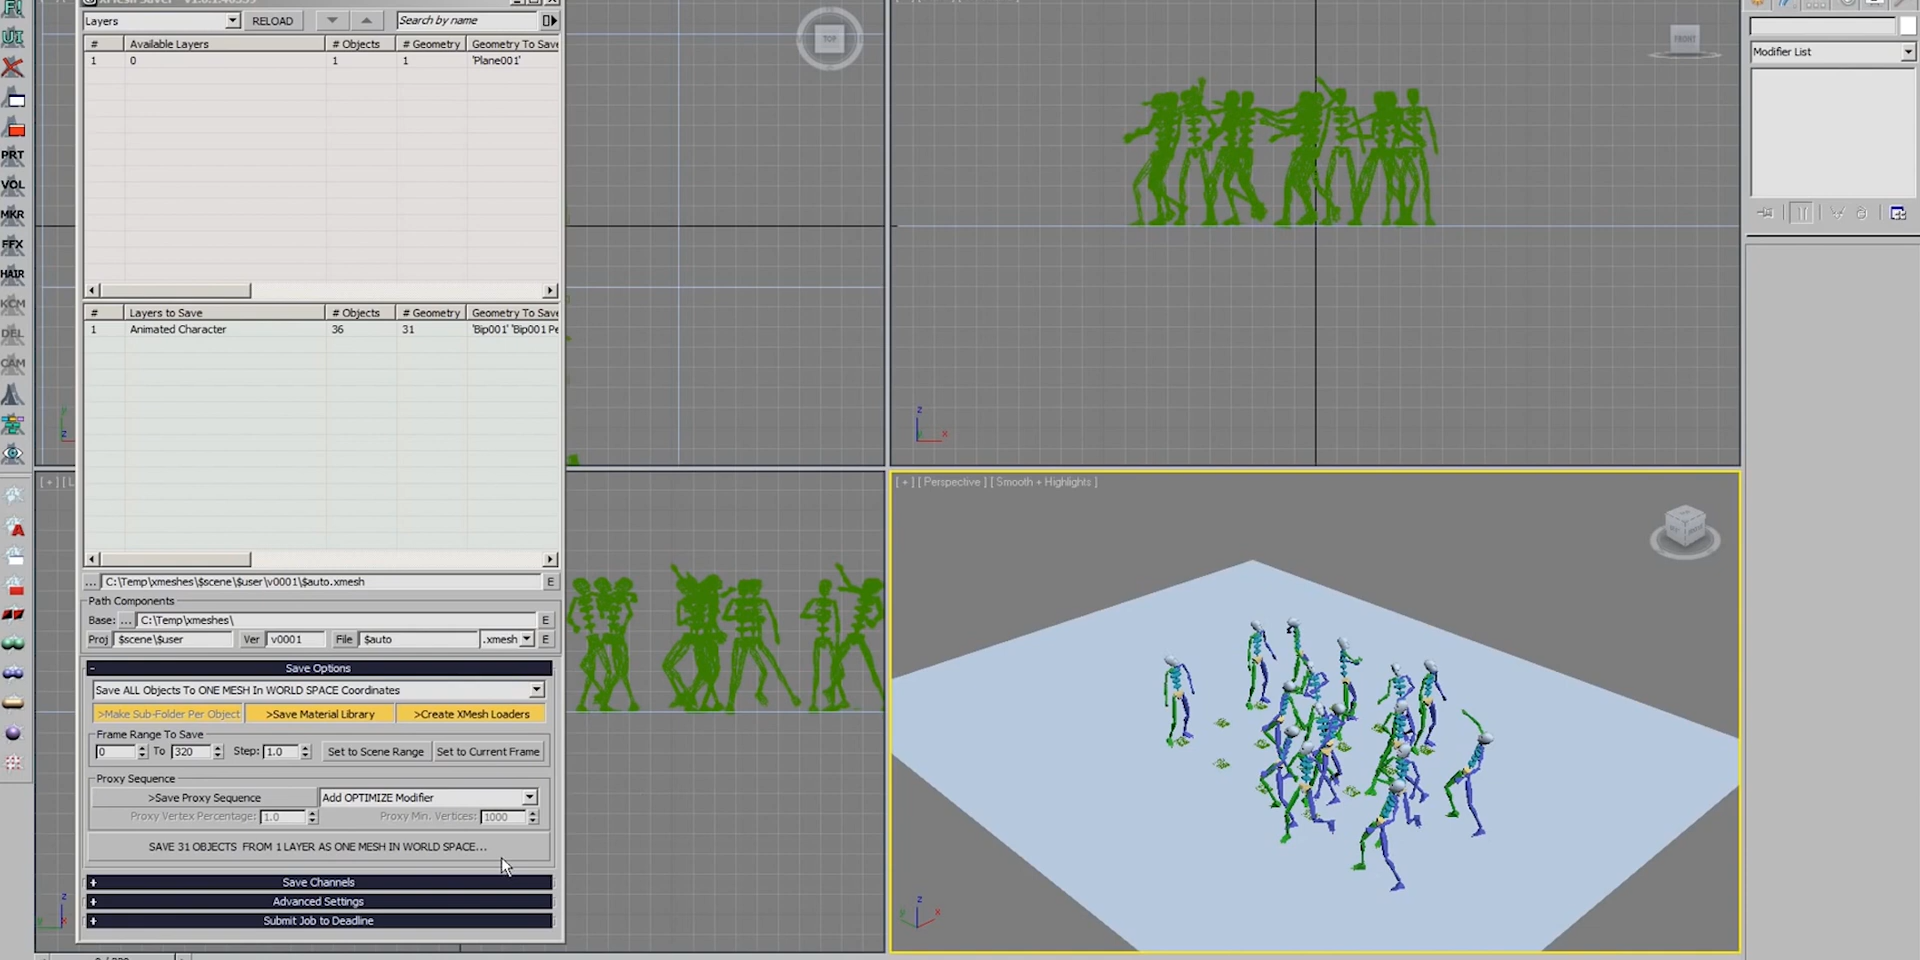 F!
UI
PRT
VOL
MKR
FFX
HAIR
KCM
DEL
CAM
Layers
RELOAD
Search by name
# Available Layers # Objects # Geometry Geometry To Save
1 0 1 1 'Plane001'
# Layers to Save # Objects # Geometry Geometry To Save
1 Animated Character 36 31 'Bip001' 'Bip001 Pe
... C:\Temp\xmeshes\$scene\$user\v0001\$auto.xmesh E
Path Components
Base: ... C:\Temp\xmeshes\ E
Proj $scene\$user Ver v0001 File $auto .xmesh E
- Save Options
Save ALL Objects To ONE MESH In WORLD SPACE Coordinates
>Make Sub-Folder Per Object >Save Material Library >Create XMesh Loaders
Frame Range To Save
0 To 320 Step: 1.0 Set to Scene Range Set to Current Frame
Proxy Sequence
>Save Proxy Sequence Add OPTIMIZE Modifier
Proxy Vertex Percentage: 1.0 Proxy Min. Vertices: 1000
SAVE 31 OBJECTS FROM 1 LAYER AS ONE MESH IN WORLD SPACE...
+ Save Channels
+ Advanced Settings
+ Submit Job to Deadline
TOP
FRONT
z
x
[ + ] [ L
[ + ] [ Perspective ] [ Smooth + Highlights ]
z
y x
Modifier List